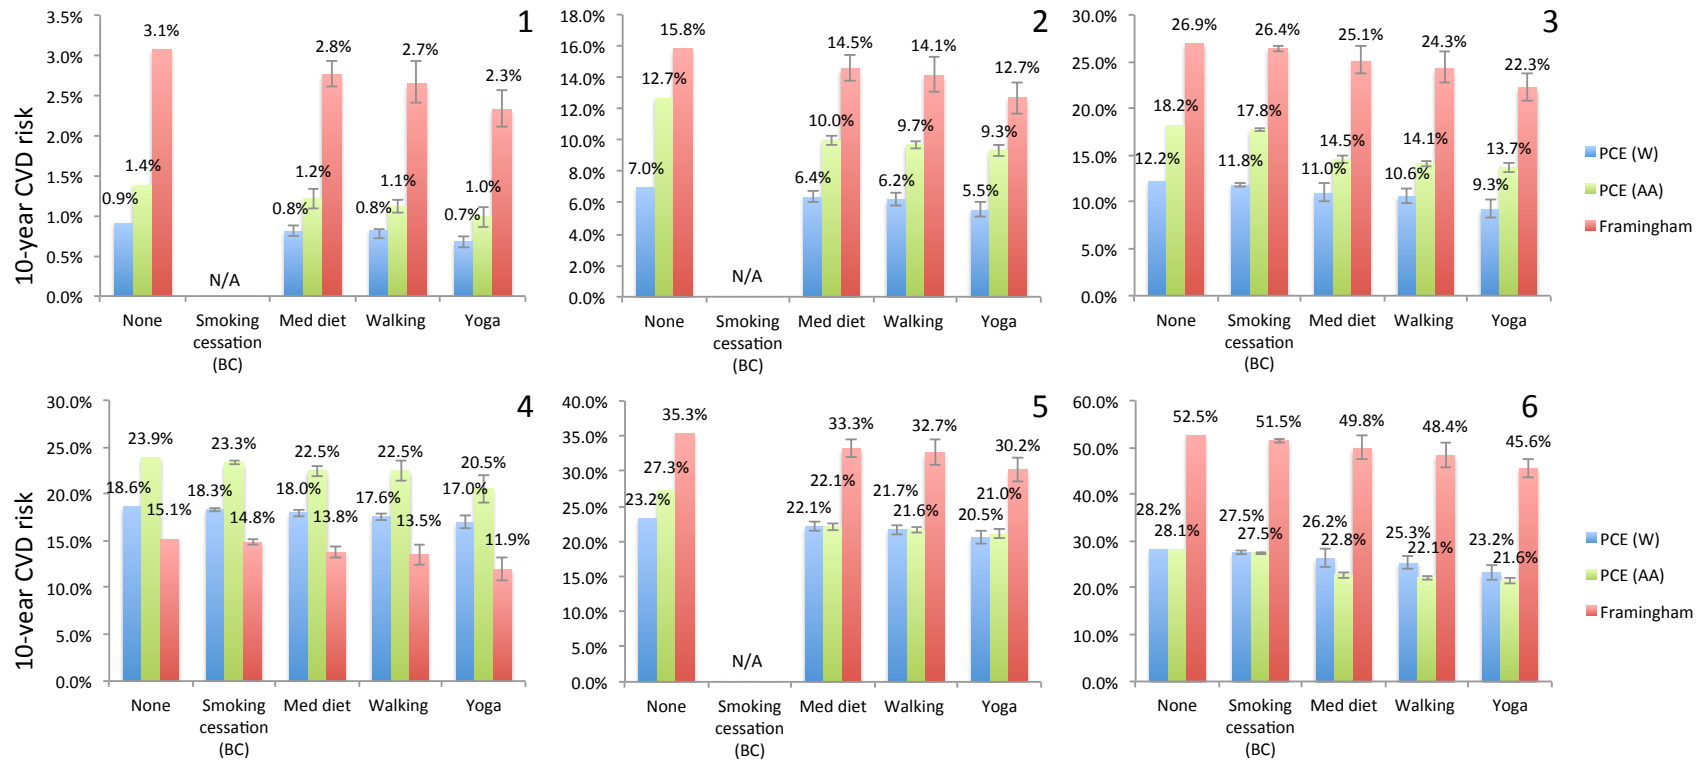 10-year CVD risk
1
3.5%
3.0%
2.5%
2.0%
1.5%
1.0%
0.5%
0.0%
0.9%
1.4%
3.1%
N/A
0.8%
1.2%
2.8%
0.8%
1.1%
2.7%
0.7%
1.0%
2.3%
None
Smoking
cessation
(BC)
Med diet
Walking
Yoga
2
18.0%
16.0%
14.0%
12.0%
10.0%
8.0%
6.0%
4.0%
2.0%
0.0%
7.0%
12.7%
15.8%
N/A
6.4%
10.0%
14.5%
6.2%
9.7%
14.1%
5.5%
9.3%
12.7%
None
Smoking
cessation
(BC)
Med diet
Walking
Yoga
3
30.0%
25.0%
20.0%
15.0%
10.0%
5.0%
0.0%
12.2%
18.2%
26.9%
11.8%
17.8%
26.4%
11.0%
14.5%
25.1%
10.6%
14.1%
24.3%
9.3%
13.7%
22.3%
None
Smoking
cessation
(BC)
Med diet
Walking
Yoga
PCE (W)
PCE (AA)
Framingham
10-year CVD risk
4
30.0%
25.0%
20.0%
15.0%
10.0%
5.0%
0.0%
18.6%
23.9%
15.1%
18.3%
23.3%
14.8%
18.0%
22.5%
13.8%
17.6%
22.5%
13.5%
17.0%
20.5%
11.9%
None
Smoking
cessation
(BC)
Med diet
Walking
Yoga
5
40.0%
35.0%
30.0%
25.0%
20.0%
15.0%
10.0%
5.0%
0.0%
23.2%
27.3%
35.3%
N/A
22.1%
22.1%
33.3%
21.7%
21.6%
32.7%
20.5%
21.0%
30.2%
None
Smoking
cessation
(BC)
Med diet
Walking
Yoga
6
60.0%
50.0%
40.0%
30.0%
20.0%
10.0%
0.0%
28.2%
28.1%
52.5%
27.5%
27.5%
51.5%
26.2%
22.8%
49.8%
25.3%
22.1%
48.4%
23.2%
21.6%
45.6%
None
Smoking
cessation
(BC)
Med diet
Walking
Yoga
PCE (W)
PCE (AA)
Framingham